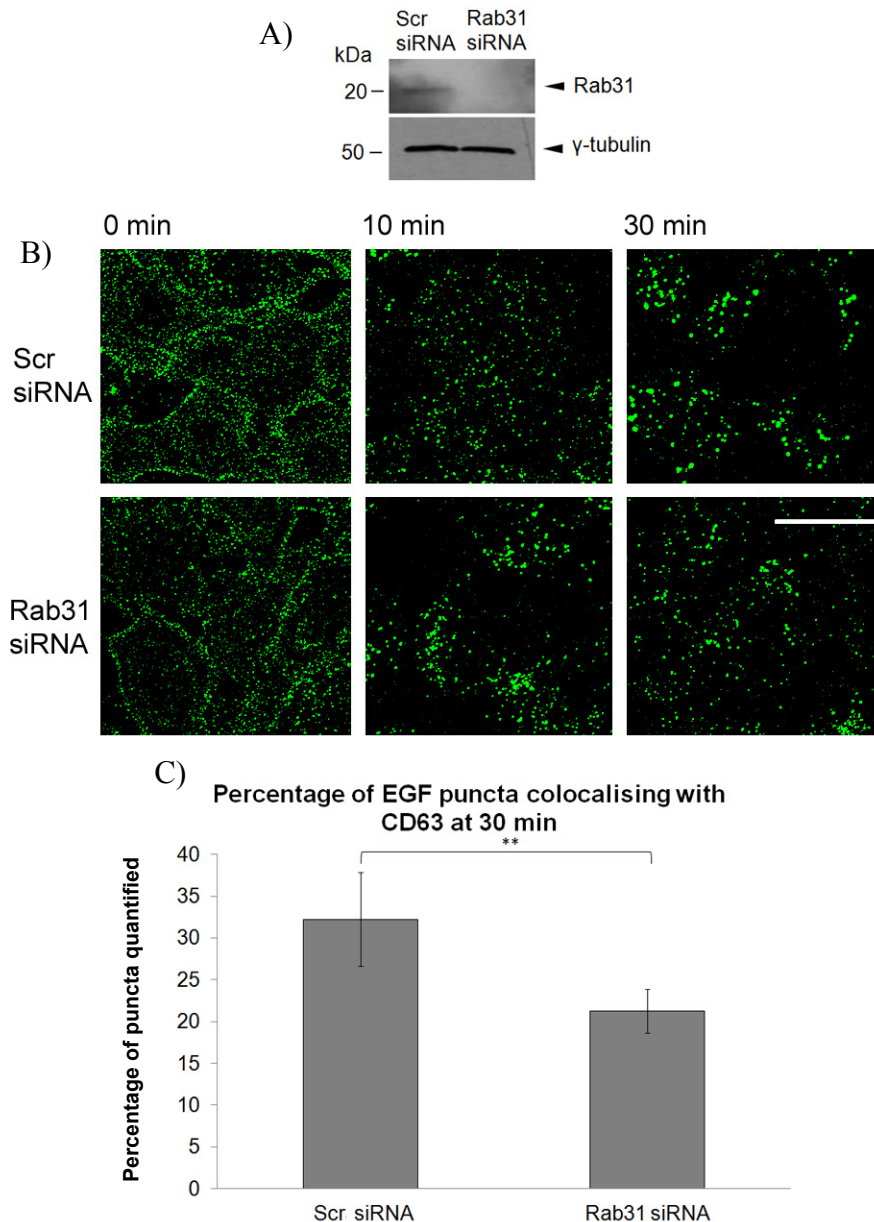 A)
Scr Rab31
siRNA siRNA
kDa
20 – Rab31
50 – γ-tubulin
0 min 10 min 30 min
B)
Scr
siRNA
Rab31
siRNA
C)
Percentage of EGF puncta colocalising with
CD63 at 30 min
**
40
35
30
25
20
15
10
5
0
Percentage of puncta quantified
Scr siRNA Rab31 siRNA